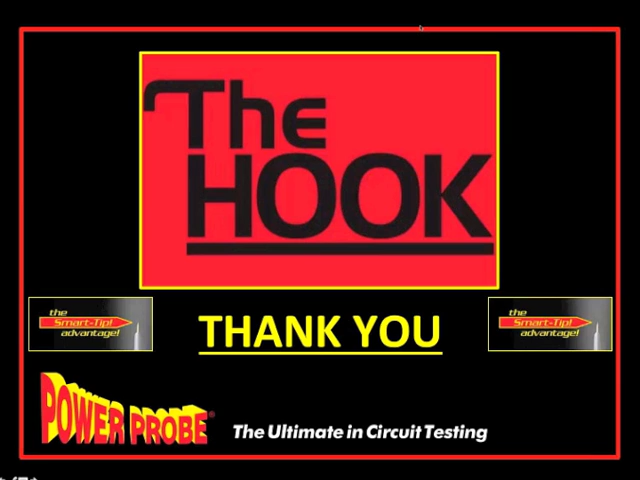 The
HOOK
the
Smart-Tip!
advantage!
THANK YOU
the
Smart-Tip!
advantage!
POWER PROBE®
The Ultimate in Circuit Testing